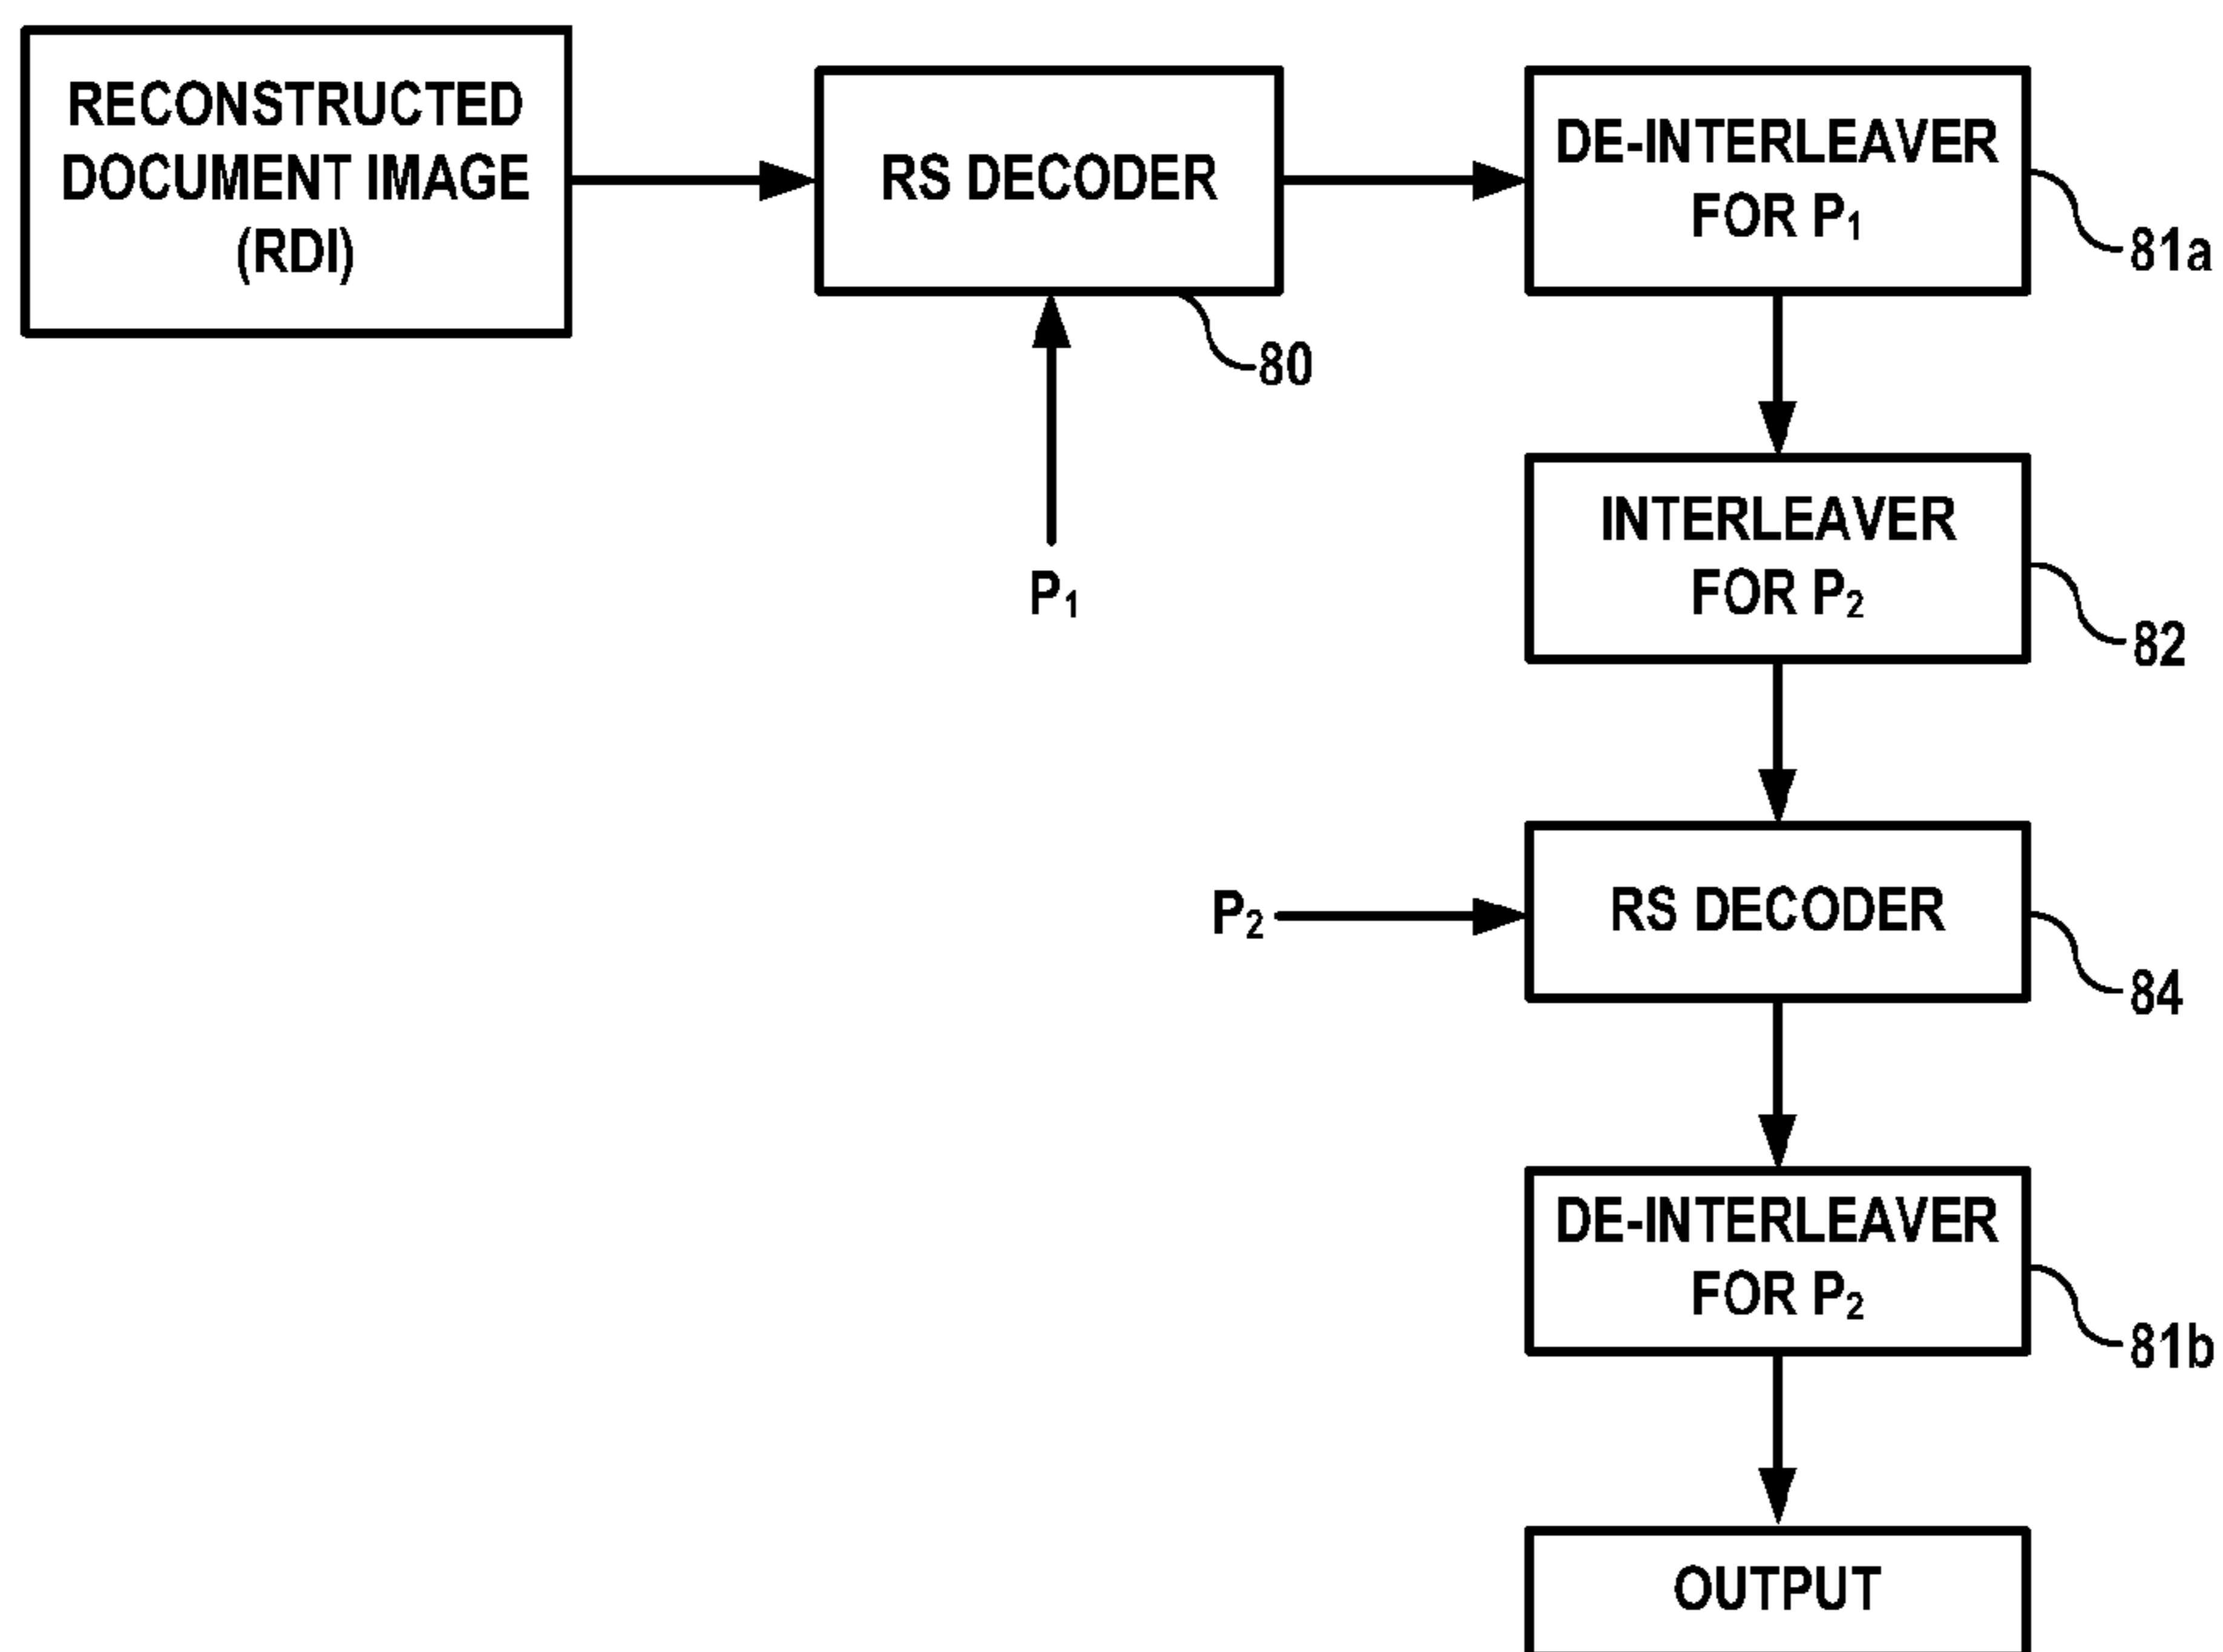 RECONSTRUCTED
DOCUMENT IMAGE
(RDI)
RS DECODER
80
P₁
DE-INTERLEAVER
FOR P₁
81a
INTERLEAVER
FOR P₂
82
P₂
RS DECODER
84
DE-INTERLEAVER
FOR P₂
81b
OUTPUT